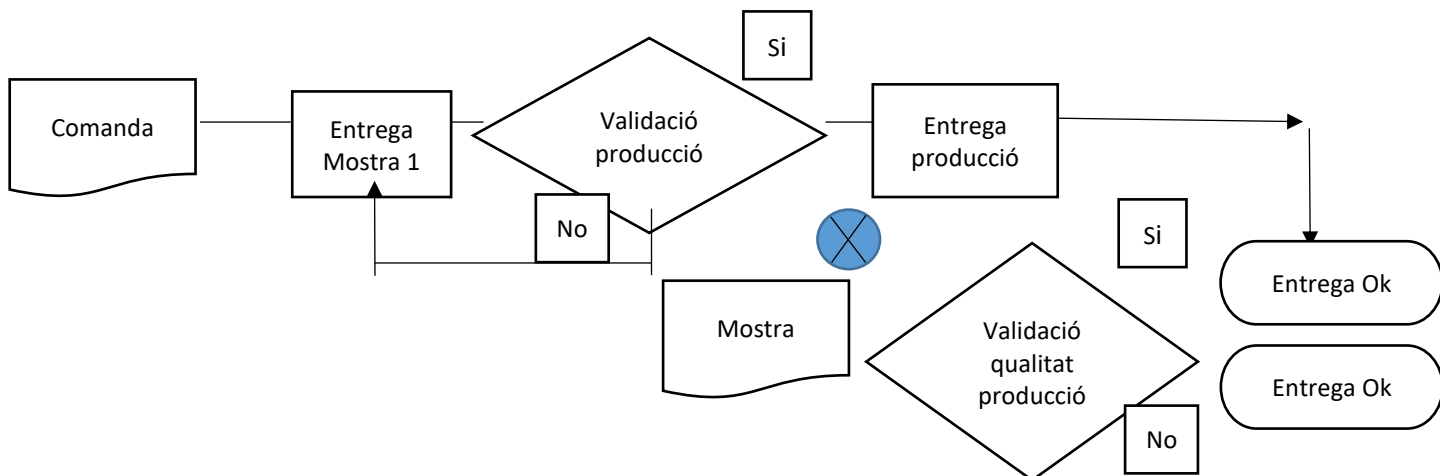 Si
Comanda
Entrega
Mostra 1
Validació
producció
Entrega
producció
No
Si
Entrega Ok
Mostra
Validació
qualitat
producció
Entrega Ok
No